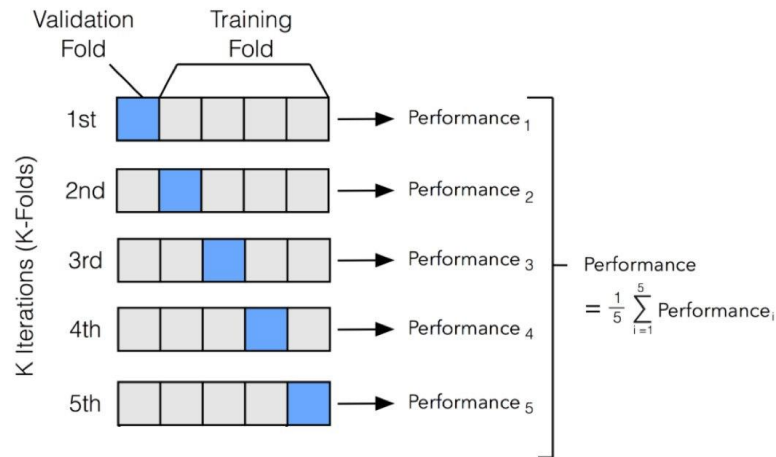 Validation
Fold
Training
Fold
K Iterations (K-Folds)
1st
Performance 1
2nd
Performance 2
3rd
Performance 3
4th
Performance 4
5th
Performance 5
Performance
= 1/5 5∑i=1 Performance i